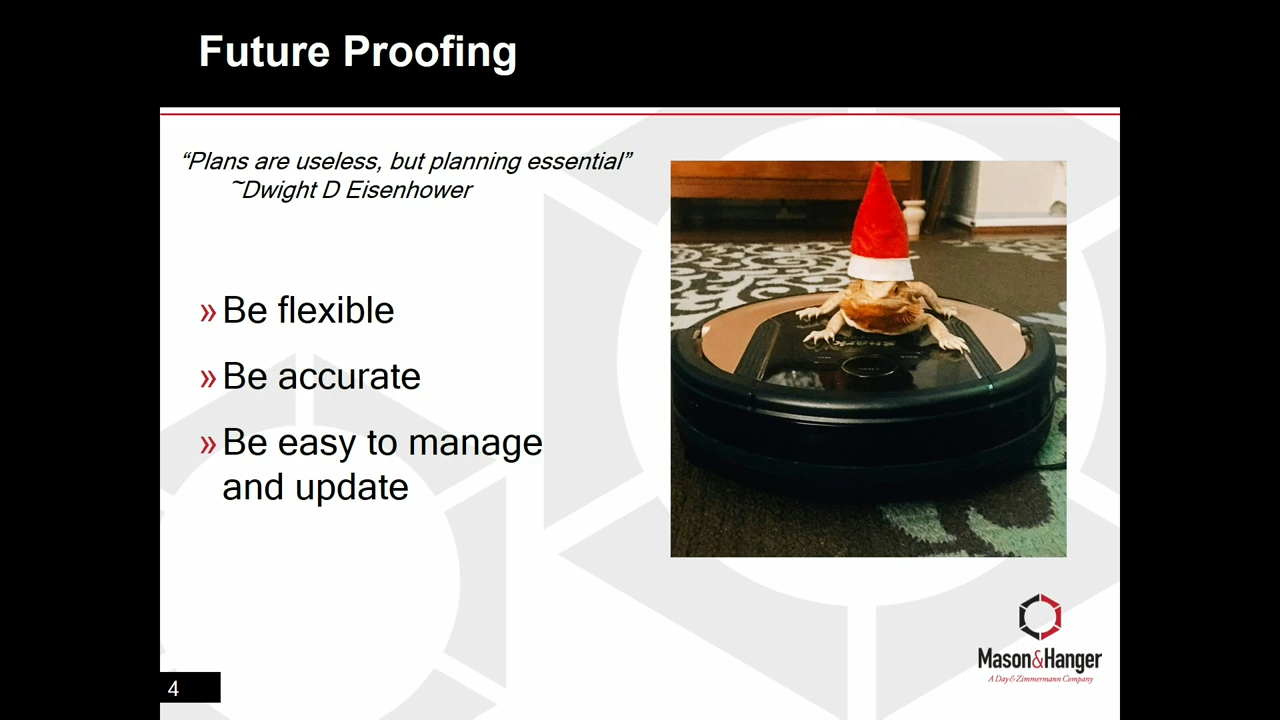 Future Proofing
“Plans are useless, but planning essential”
~Dwight D Eisenhower
» Be flexible
» Be accurate
» Be easy to manage
and update
Mason&Hanger
A Day & Zimmermann Company
4